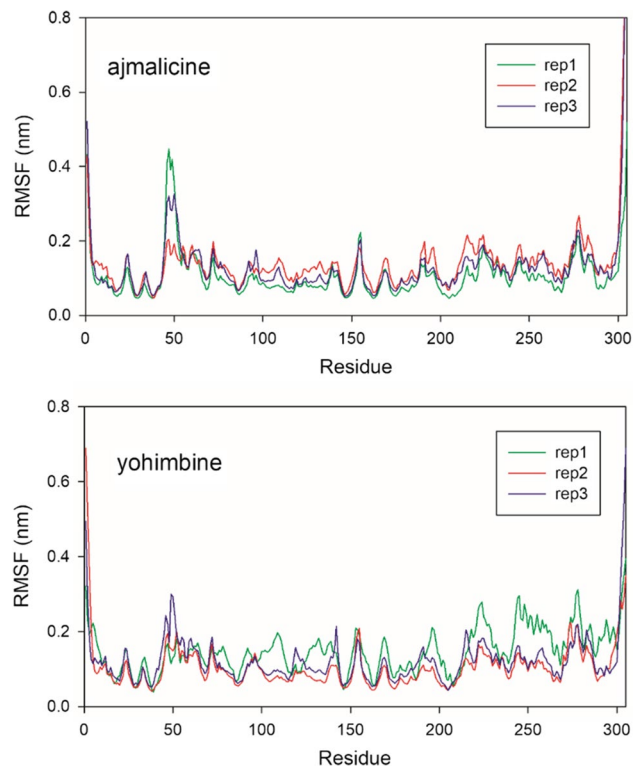 0.8
ajmalicine
rep1
rep2
rep3
0.6
RMSF (nm)
0.4
0.2
0.0
0 50 100 150 200 250 300
Residue
0.8
yohimbine
rep1
rep2
rep3
0.6
RMSF (nm)
0.4
0.2
0.0
0 50 100 150 200 250 300
Residue